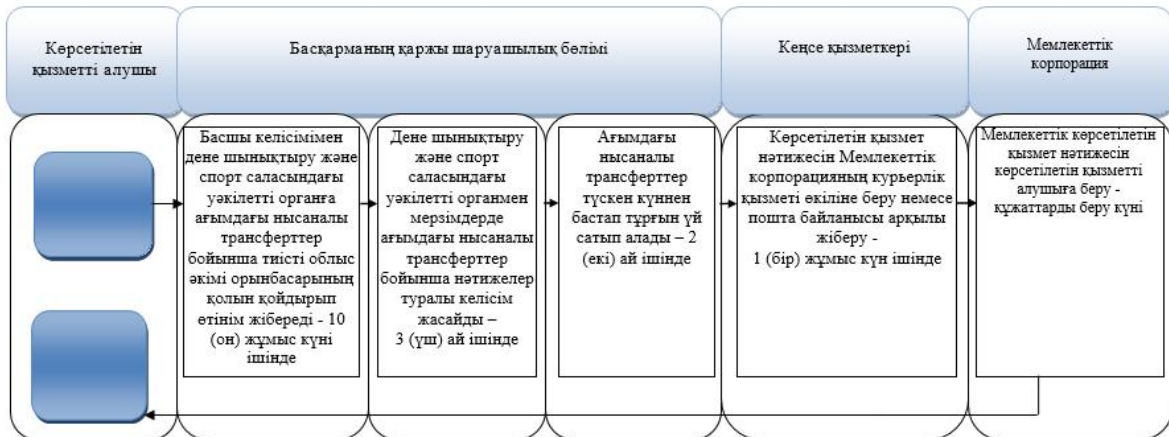 Көрсетілетін
қызметті алушы
Басқарманың қаржы шаруашылық бөлімі
Кеңсе қызметкері
Мемлекеттік
корпорация
Басшы келісімімен
дене шынықтыру және
спорт саласындағы
уәкілетті органға
ағымдағы нысаналы
трансферттер
бойынша тиісті облыс
әкімі орынбасарының
қолын қойдырып
өтінім жібереді - 10
(он) жұмыс күні
ішінде
Дене шынықтыру
және спорт
саласындағы
уәкілетті органмен
мерзімдерде
ағымдағы нысаналы
трансферттер
бойынша нәтижелер
туралы келісім
жасайды –
3 (үш) ай ішінде
Ағымдағы
нысаналы
трансферттер
түскен күннен
бастап тұрғын үй
сатып алады – 2
(екі) ай ішінде
Көрсетілетін қызмет
нәтижесін Мемлекеттік
корпорацияның курьерлік
қызметі өкіліне беру немесе
пошта байланысы арқылы
жіберу -
1 (бір) жұмыс күн ішінде
Мемлекеттік көрсетілетін
қызмет нәтижесін
көрсетілетін қызметті
алушыға беру -
құжаттарды беру күні